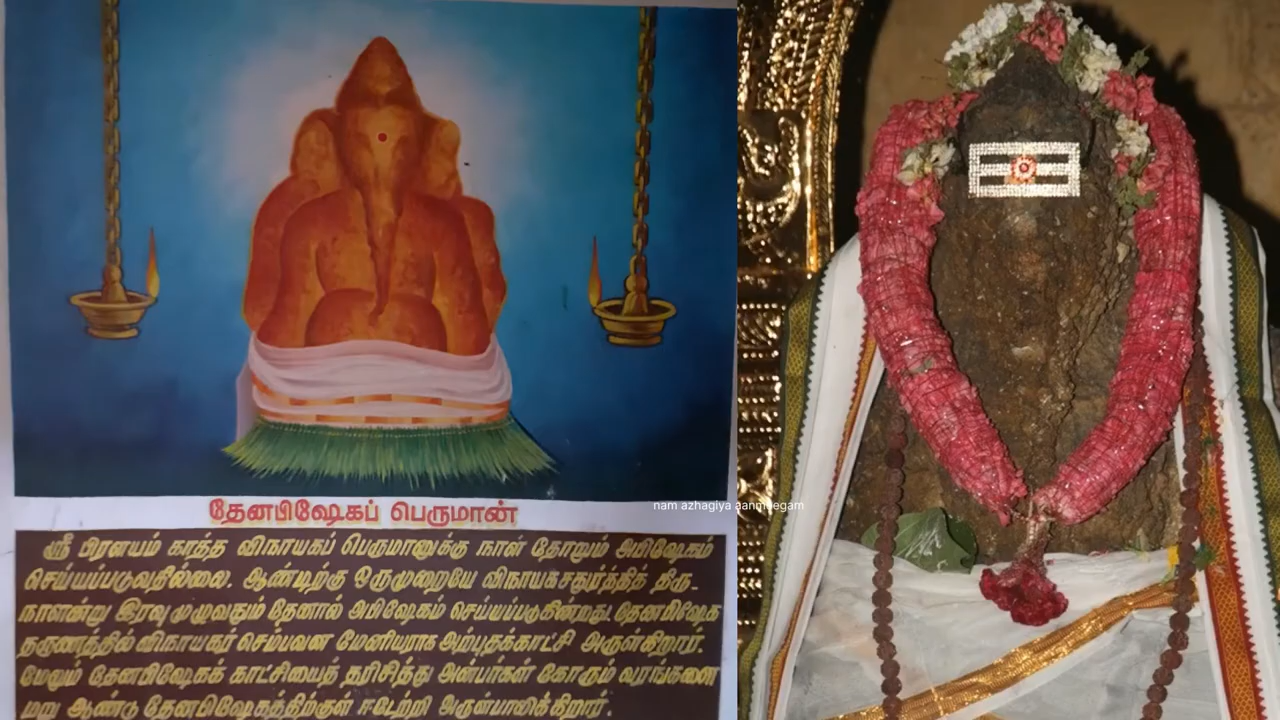 தேனபிஷேகப் பெருமான்
nam azhagiya aanmeegam
ஸ்ரீ பிரளயம் காத்த விநாயகப் பெருமானுக்கு நாள் தோறும் அபிஷேகம்
செய்யப்படுவதில்லை. ஆண்டிற்கு ஒருமுறையே விநாயகசதுர்த்தித் திரு-
நாளன்று இரவு முழுவதும் தேனால் அபிஷேகம் செய்யப்படுகின்றது. தேனபிஷேக
தருணத்தில் விநாயகர் செம்பவள மேனியராக அற்புதக்காட்சி அருள்கிறார்.
மேலும் தேனபிஷேகக் காட்சியைத் தரிசித்து அன்பர்கள் கோரும் வரங்களை
மறு ஆண்டு தேனபிஷேகத்திற்குள் ஈடேற்றி அருள்பாலிக்கிறார்.